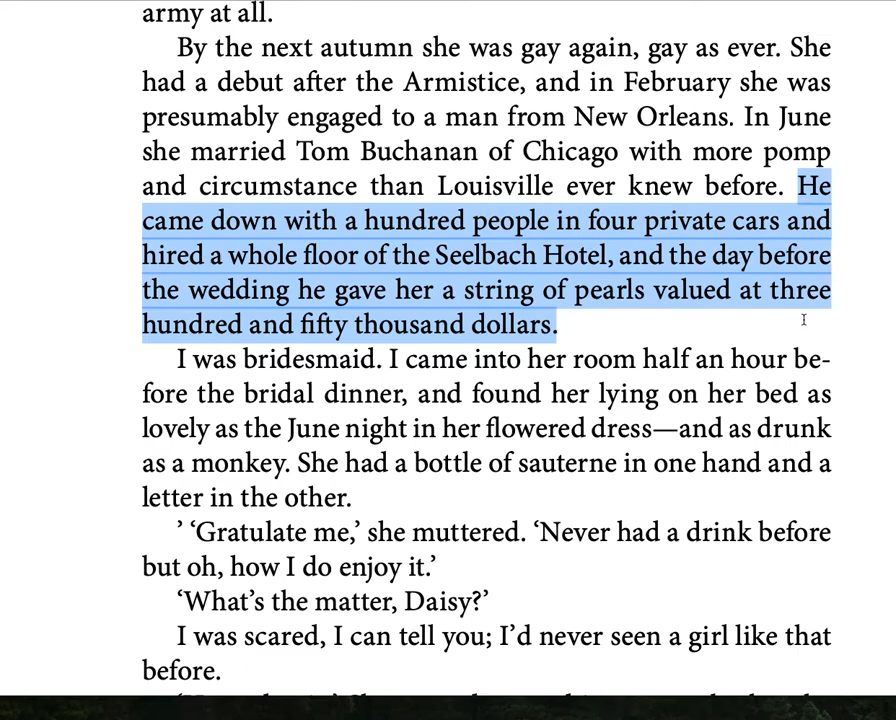 army at all.
By the next autumn she was gay again, gay as ever. She
had a debut after the Armistice, and in February she was
presumably engaged to a man from New Orleans. In June
she married Tom Buchanan of Chicago with more pomp
and circumstance than Louisville ever knew before. He
came down with a hundred people in four private cars and
hired a whole floor of the Seelbach Hotel, and the day before
the wedding he gave her a string of pearls valued at three
hundred and fifty thousand dollars.
I was bridesmaid. I came into her room half an hour be-
fore the bridal dinner, and found her lying on her bed as
lovely as the June night in her flowered dress—and as drunk
as a monkey. She had a bottle of sauterne in one hand and a
letter in the other.
’ ‘Gratulate me,’ she muttered. ‘Never had a drink before
but oh, how I do enjoy it.’
‘What’s the matter, Daisy?’
I was scared, I can tell you; I’d never seen a girl like that
before.